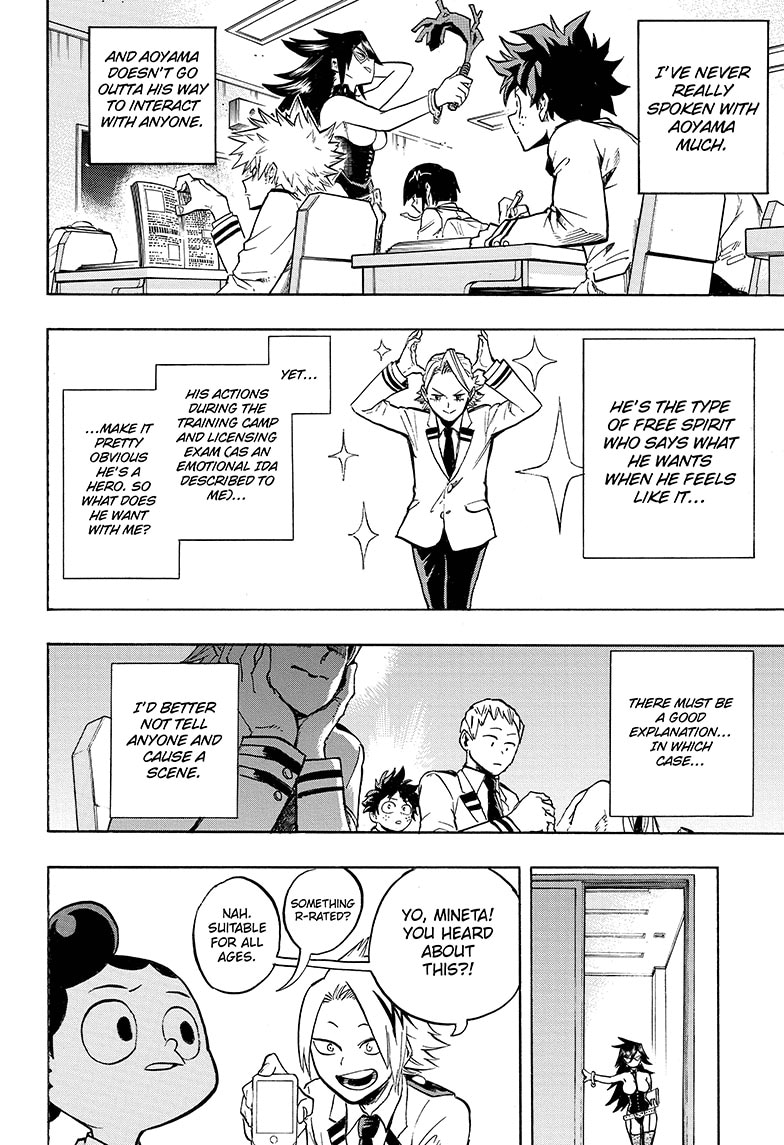 I'VE NEVER
REALLY
SPOKEN WITH
AOYAMA
MUCH.
AND AOYAMA
DOESN'T GO
OUTTA HIS WAY
TO INTERACT
WITH ANYONE.
HE'S THE TYPE
OF FREE SPIRIT
WHO SAYS WHAT
HE WANTS
WHEN HE FEELS
LIKE IT...
YET...
HIS ACTIONS
DURING THE
TRAINING CAMP
AND LICENSING
EXAM (AS AN
EMOTIONAL IDA
DESCRIBED TO
ME)...
...MAKE IT
PRETTY
OBVIOUS
HE'S A
HERO. SO
WHAT DOES
HE WANT
WITH ME?
THERE MUST BE
A GOOD
EXPLANATION...
IN WHICH
CASE...
I'D BETTER
NOT TELL
ANYONE AND
CAUSE A
SCENE.
YO, MINETA!
YOU HEARD
ABOUT
THIS?!
SOMETHING
R-RATED?
NAH.
SUITABLE
FOR ALL
AGES.